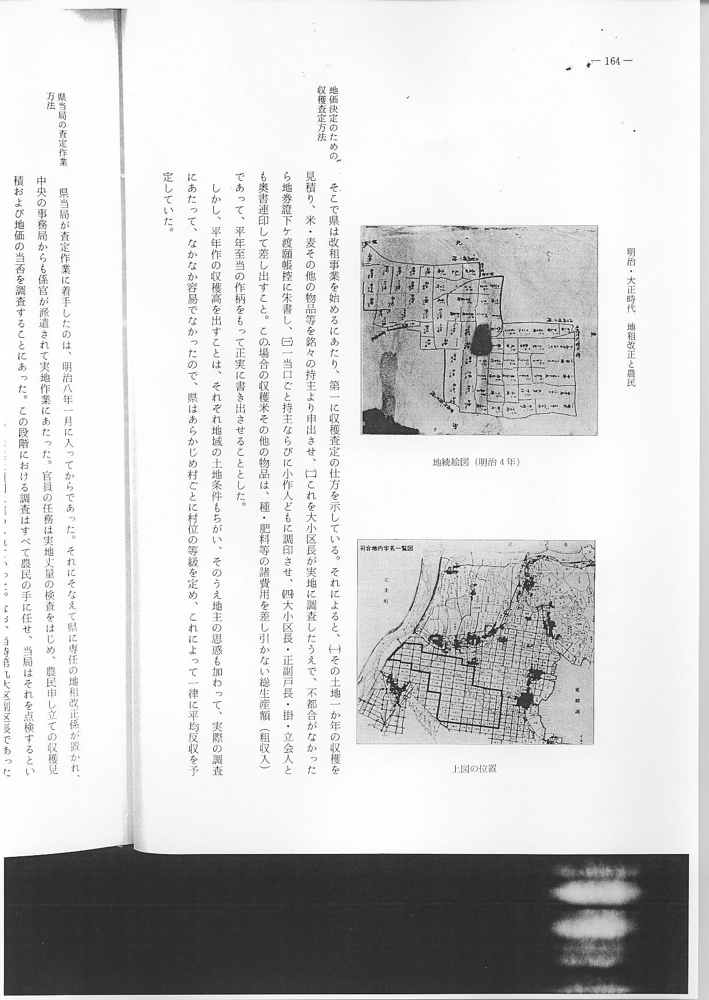 — 164 —
明治・大正時代　地租改正と農民
地続絵図（明治４年）
羽合地内字名一覧図
日
本
北条町
東郷湖
上図の位置
地価決定のための
収穫査定方法
そこで県は改租事業を始めるにあたり、第一に収穫査定の仕方を示している。それによると、㈠その土地一か年の収穫を
見積り、米・麦その他の物品等を銘々の持主より申出させ、㈡これを大小区長が実地に調査したうえで、不都合がなかった
ら地券證下ケ渡願帳控に朱書し、㈢一当口ごと持主ならびに小作人どもに調印させ、㈣大小区長・正副戸長・掛・立会人と
も奥書連印して差し出すこと。この場合の収穫米その他の物品は、種・肥料等の諸費用を差し引かない総生産額（粗収入）
であって、平年至当の作柄をもって正実に書き出させることとした。
しかし、平年作の収穫高を出すことは、それぞれ地域の土地条件もちがい、そのうえ地主の思惑も加わって、実際の調査
にあたって、なかなか容易でなかったので、県はあらかじめ村ごとに村位の等級を定め、これによって一律に平均反収を予
定していた。
県当局の査定作業
方法
県当局が査定作業に着手したのは、明治八年一月に入ってからであった。それにそなえて県に専任の地租改正係が置かれ、
中央の事務局からも係官が派遣されて実地作業にあたった。官員の任務は実地丈量の検査をはじめ、農民申し立ての収穫見
積および地価の当否を調査することにあった。この段階における調査はすべて農民の手に任せ、当局はそれを点検するとい
なお、当時第九大区副区長であった